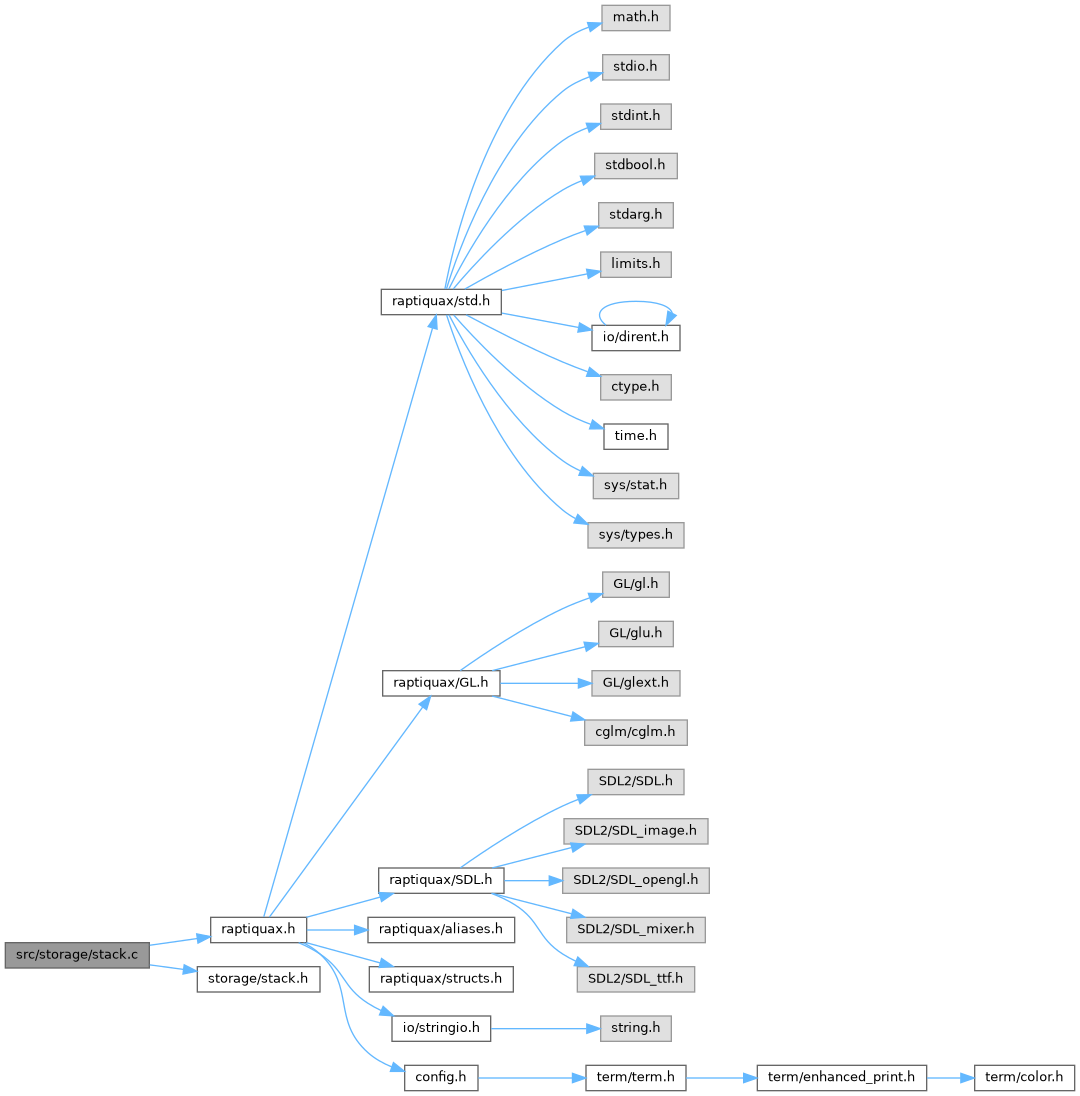 math.h
stdio.h
stdint.h
stdbool.h
stdarg.h
limits.h
raptiquax/std.h
io/dirent.h
ctype.h
time.h
sys/stat.h
sys/types.h
GL/gl.h
GL/glu.h
raptiquax/GL.h
GL/glext.h
cglm/cglm.h
SDL2/SDL.h
SDL2/SDL_image.h
raptiquax/SDL.h
SDL2/SDL_opengl.h
raptiquax.h
raptiquax/aliases.h
SDL2/SDL_mixer.h
src/storage/stack.c
storage/stack.h
raptiquax/structs.h
SDL2/SDL_ttf.h
io/stringio.h
string.h
config.h
term/term.h
term/enhanced_print.h
term/color.h